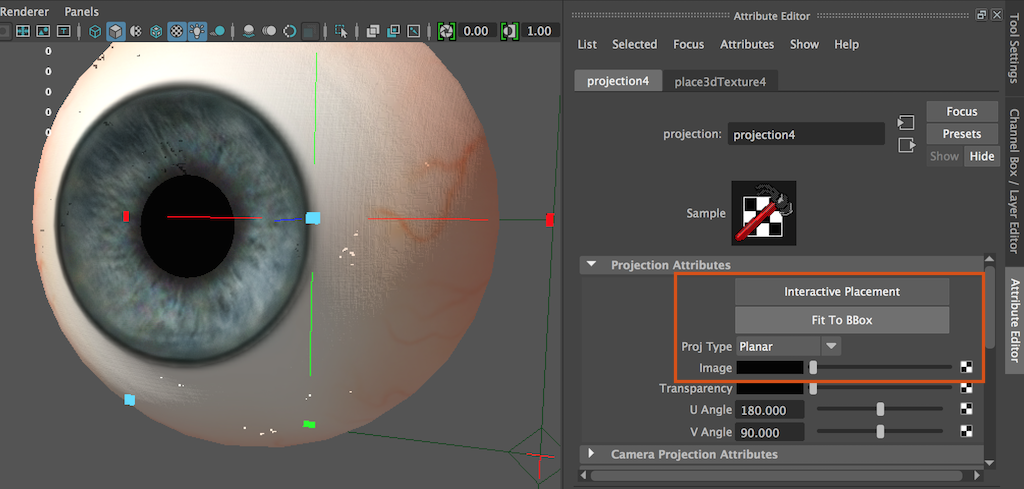 Renderer Panels
0.00 1.00
0
0
0
0
0
Attribute Editor
List Selected Focus Attributes Show Help
projection4 place3dTexture4
projection: projection4
Focus
Presets
Show Hide
Sample
Projection Attributes
Interactive Placement
Fit To BBox
Proj Type Planar
Image
Transparency
U Angle 180.000
V Angle 90.000
Camera Projection Attributes
Tool Settings
Channel Box / Layer Editor
Attribute Editor